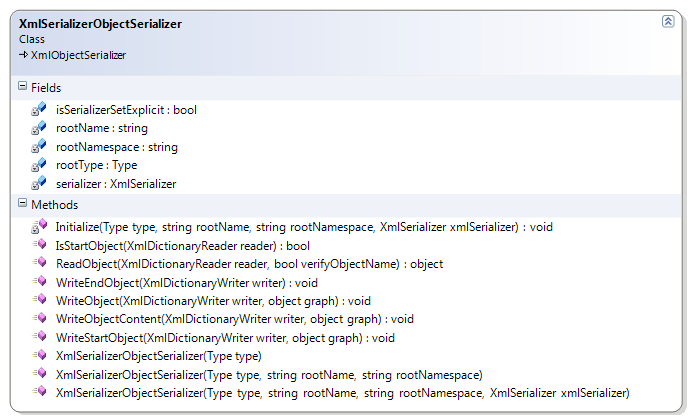 XmlSerializerObjectSerializer
Class
XmlObjectSerializer
Fields
isSerializerSetExplicit : bool
rootName : string
rootNamespace : string
rootType : Type
serializer : XmlSerializer
Methods
Initialize(Type type, string rootName, string rootNamespace, XmlSerializer xmlSerializer) : void
IsStartObject(XmlDictionaryReader reader) : bool
ReadObject(XmlDictionaryReader reader, bool verifyObjectName) : object
WriteEndObject(XmlDictionaryWriter writer) : void
WriteObject(XmlDictionaryWriter writer, object graph) : void
WriteObjectContent(XmlDictionaryWriter writer, object graph) : void
WriteStartObject(XmlDictionaryWriter writer, object graph) : void
XmlSerializerObjectSerializer(Type type)
XmlSerializerObjectSerializer(Type type, string rootName, string rootNamespace)
XmlSerializerObjectSerializer(Type type, string rootName, string rootNamespace, XmlSerializer xmlSerializer)